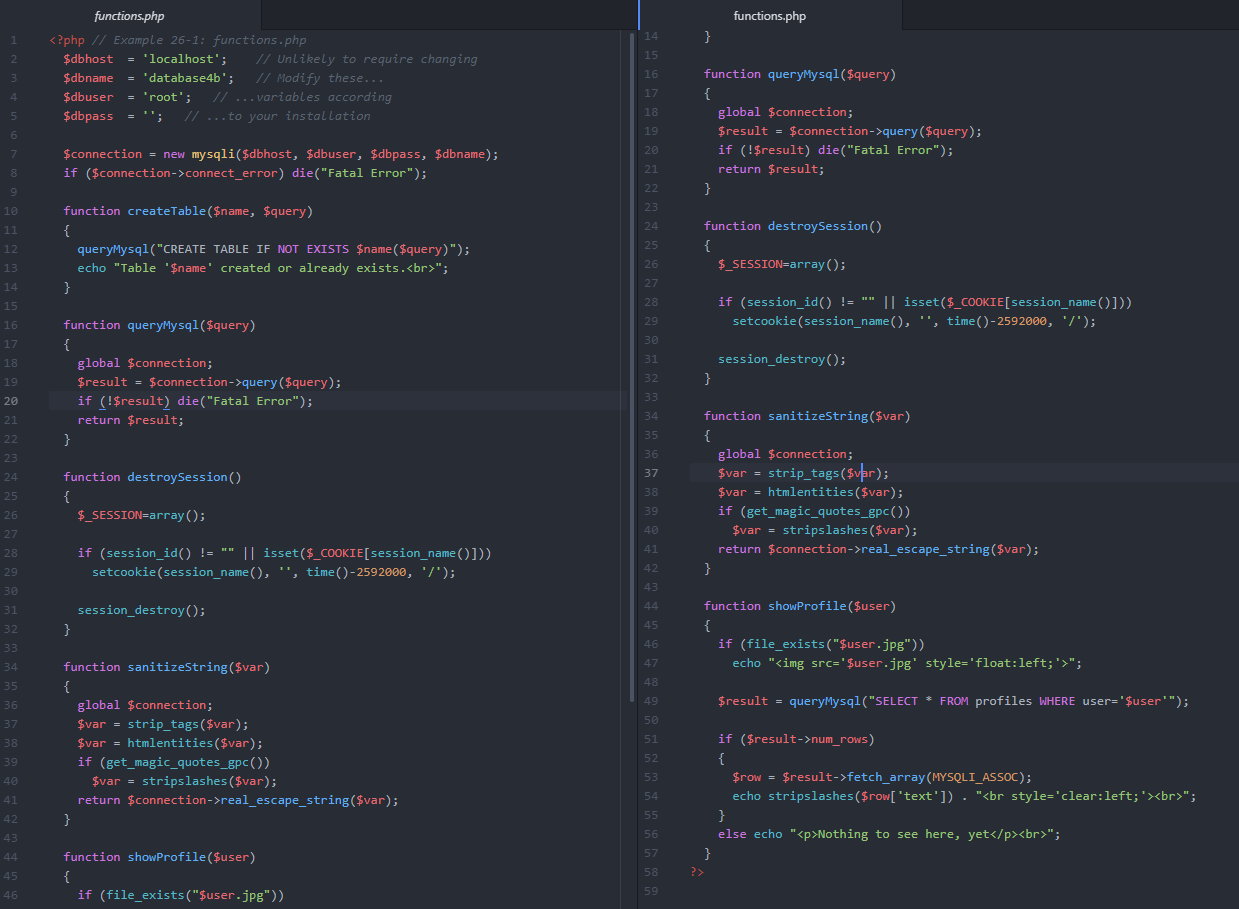 functions.php
1 <?php // Example 26-1: functions.php
2 $dbhost  = 'localhost';    // Unlikely to require changing
3 $dbname  = 'database4b';   // Modify these...
4 $dbuser  = 'root';   // ...variables according
5 $dbpass  = '';   // ...to your installation
6
7 $connection = new mysqli($dbhost, $dbuser, $dbpass, $dbname);
8 if ($connection->connect_error) die("Fatal Error");
9
10 function createTable($name, $query)
11 {
12 queryMysql("CREATE TABLE IF NOT EXISTS $name($query)");
13 echo "Table '$name' created or already exists.<br>";
14 }
15
16 function queryMysql($query)
17 {
18 global $connection;
19 $result = $connection->query($query);
20 if (!$result) die("Fatal Error");
21 return $result;
22 }
23
24 function destroySession()
25 {
26 $_SESSION=array();
27
28 if (session_id() != "" || isset($_COOKIE[session_name()]))
29 setcookie(session_name(), '', time()-2592000, '/');
30
31 session_destroy();
32 }
33
34 function sanitizeString($var)
35 {
36 global $connection;
37 $var = strip_tags($var);
38 $var = htmlentities($var);
39 if (get_magic_quotes_gpc())
40 $var = stripslashes($var);
41 return $connection->real_escape_string($var);
42 }
43
44 function showProfile($user)
45 {
46 if (file_exists("$user.jpg"))
functions.php
14 }
15
16 function queryMysql($query)
17 {
18 global $connection;
19 $result = $connection->query($query);
20 if (!$result) die("Fatal Error");
21 return $result;
22 }
23
24 function destroySession()
25 {
26 $_SESSION=array();
27
28 if (session_id() != "" || isset($_COOKIE[session_name()]))
29 setcookie(session_name(), '', time()-2592000, '/');
30
31 session_destroy();
32 }
33
34 function sanitizeString($var)
35 {
36 global $connection;
37 $var = strip_tags($var);
38 $var = htmlentities($var);
39 if (get_magic_quotes_gpc())
40 $var = stripslashes($var);
41 return $connection->real_escape_string($var);
42 }
43
44 function showProfile($user)
45 {
46 if (file_exists("$user.jpg"))
47 echo "<img src='$user.jpg' style='float:left;'>";
48
49 $result = queryMysql("SELECT * FROM profiles WHERE user='$user'");
50
51 if ($result->num_rows)
52 {
53 $row = $result->fetch_array(MYSQLI_ASSOC);
54 echo stripslashes($row['text']) . "<br style='clear:left;'><br>";
55 }
56 else echo "<p>Nothing to see here, yet</p><br>";
57 }
58 ?>
59